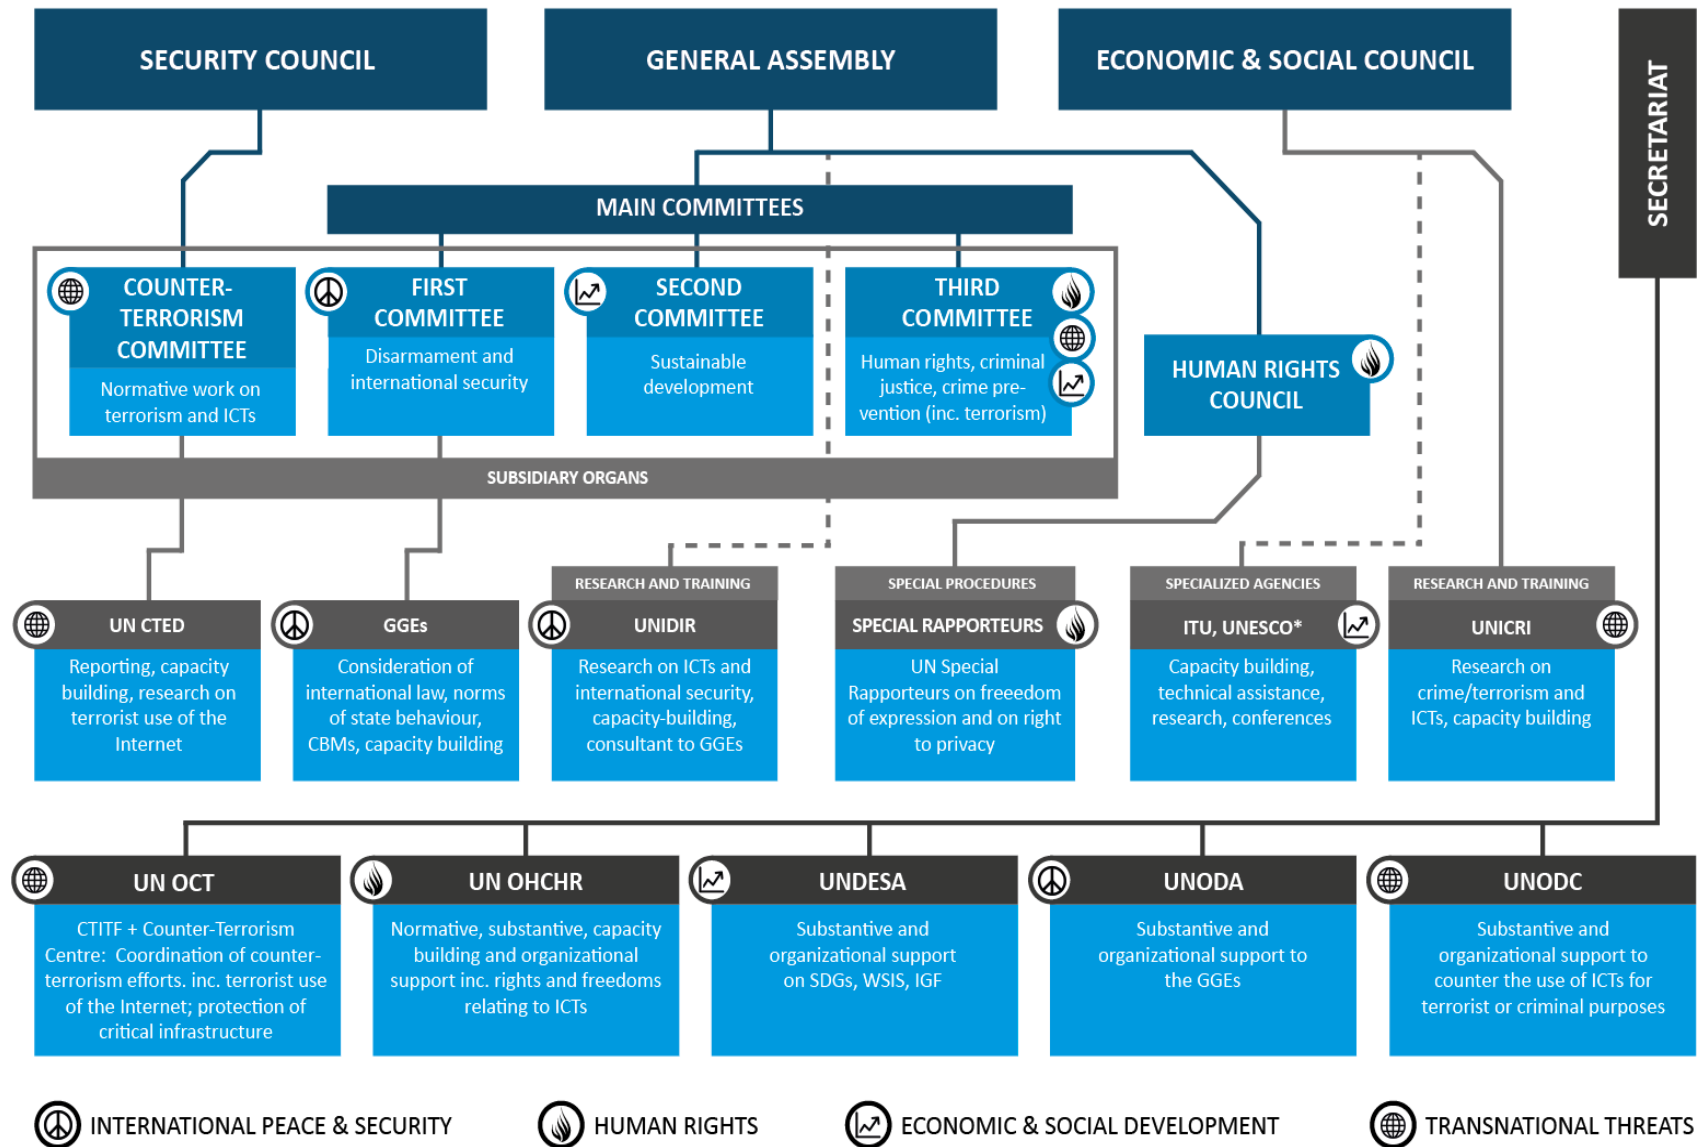 SECURITY COUNCIL
GENERAL ASSEMBLY
ECONOMIC & SOCIAL COUNCIL
SECRETARIAT
MAIN COMMITTEES
COUNTER-
TERRORISM
COMMITTEE
Normative work on
terrorism and ICTs
FIRST
COMMITTEE
Disarmament and
international security
SECOND
COMMITTEE
Sustainable
development
THIRD
COMMITTEE
Human rights, criminal
justice, crime pre-
vention (inc. terrorism)
HUMAN RIGHTS
COUNCIL
SUBSIDIARY ORGANS
UN CTED
Reporting, capacity
building, research on
terrorist use of the
Internet
GGEs
Consideration of
international law, norms
of state behaviour,
CBMs, capacity building
RESEARCH AND TRAINING
UNIDIR
Research on ICTs and
international security,
capacity-building,
consultant to GGEs
SPECIAL PROCEDURES
SPECIAL RAPPORTEURS
UN Special
Rapporteurs on freeedom
of expression and on right
to privacy
SPECIALIZED AGENCIES
ITU, UNESCO*
Capacity building,
technical assistance,
research, conferences
RESEARCH AND TRAINING
UNICRI
Research on
crime/terrorism and
ICTs, capacity building
UN OCT
CTITF + Counter-Terrorism
Centre: Coordination of counter-
terrorism efforts. inc. terrorist use
of the Internet; protection of
critical infrastructure
UN OHCHR
Normative, substantive, capacity
building and organizational
support inc. rights and freedoms
relating to ICTs
UNDESA
Substantive and
organizational support
on SDGs, WSIS, IGF
UNODA
Substantive and
organizational support to
the GGEs
UNODC
Substantive and
organizational support to
counter the use of ICTs for
terrorist or criminal purposes
INTERNATIONAL PEACE & SECURITY
HUMAN RIGHTS
ECONOMIC & SOCIAL DEVELOPMENT
TRANSNATIONAL THREATS